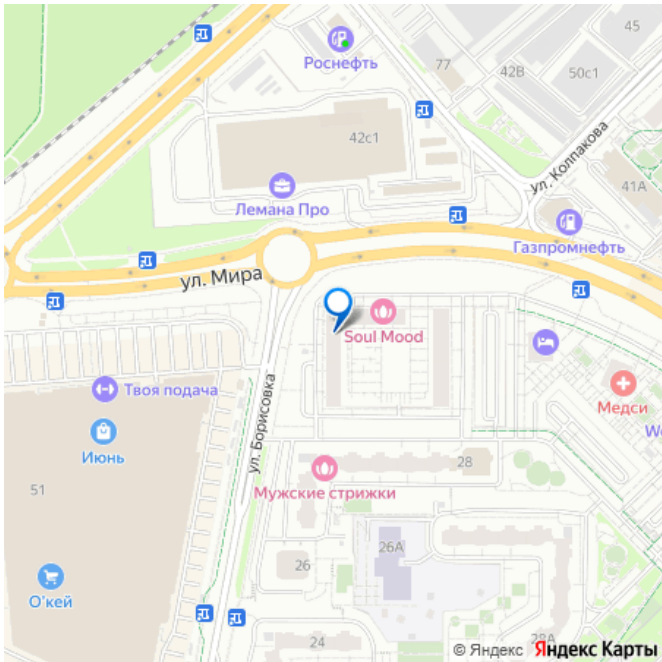 45
Роснефть
77
42В
50с1
42с1
ул. Колпакова
41А
Лемана Про
Газпромнефть
ул. Мира
Soul Mood
Твоя подача
Медси
We
Июнь
ул. Борисовка
28
51
Мужские стрижки
26А
26
О'кей
24
28А
© Яндекс Яндекс Карты